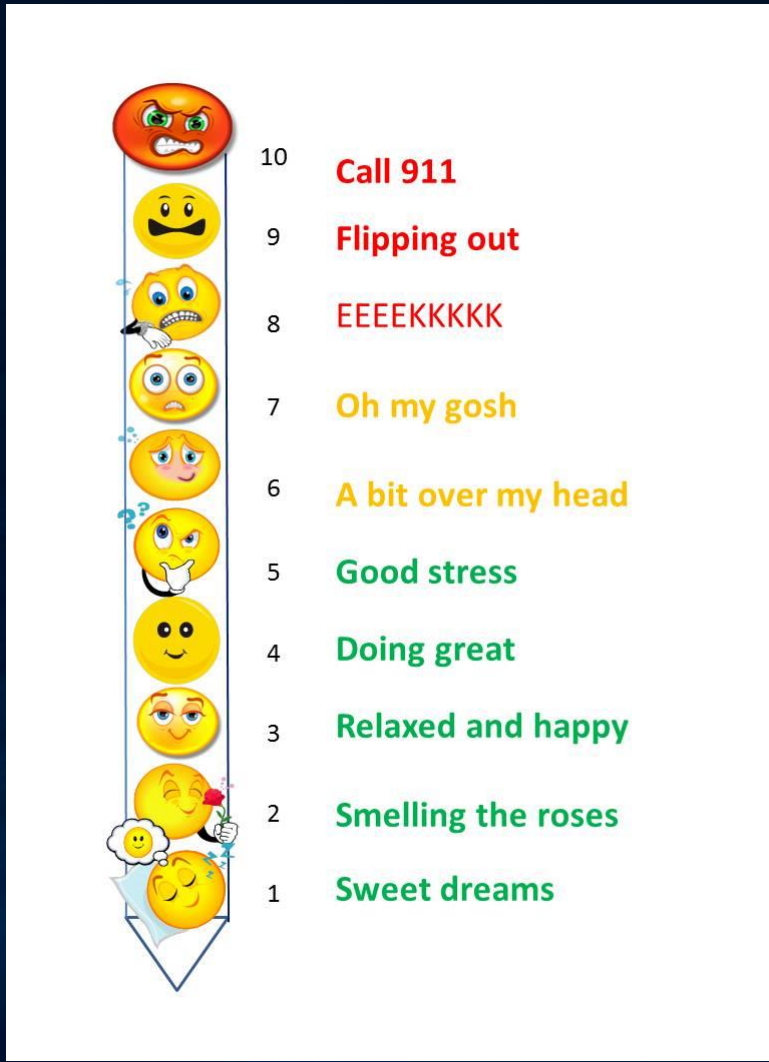 10 Call 911
9 Flipping out
8 EEEEKKKKK
7 Oh my gosh
6 A bit over my head
???
5 Good stress
4 Doing great
3 Relaxed and happy
2 Smelling the roses
zzzz
1 Sweet dreams